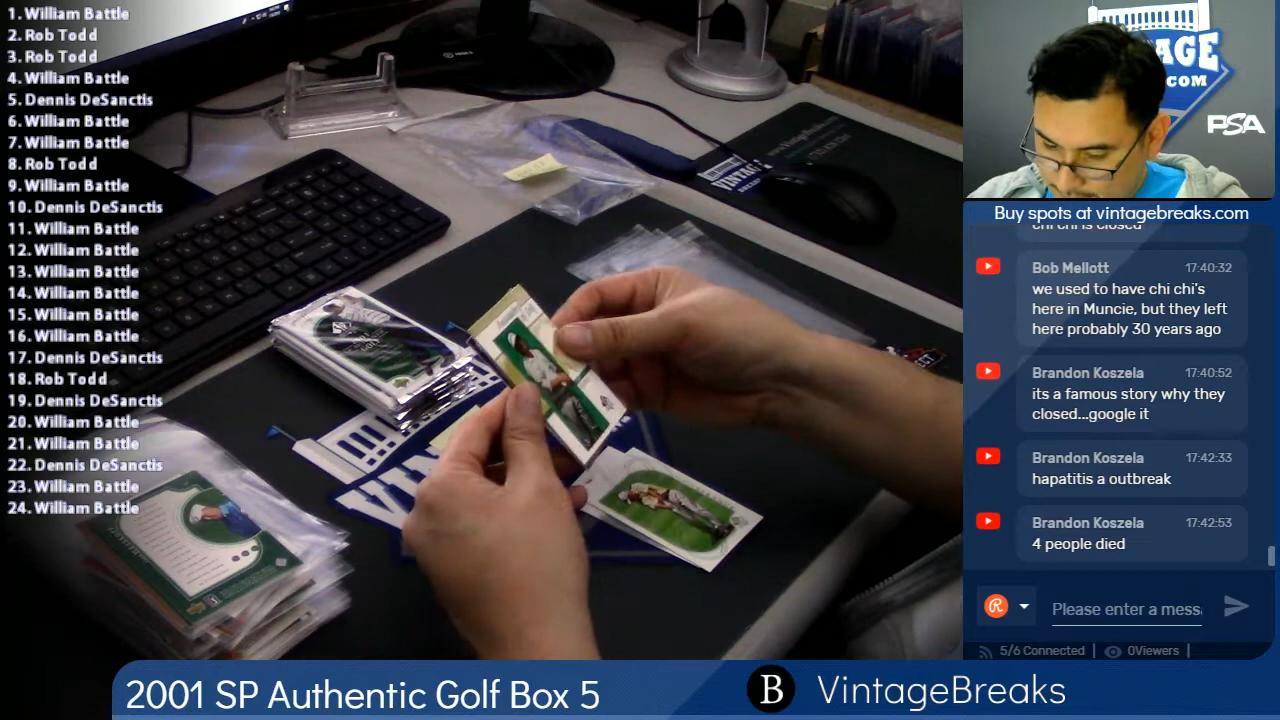 1. William Battle
2. Rob Todd
3. Rob Todd
4. William Battle
5. Dennis DeSanctis
6. William Battle
7. William Battle
8. Rob Todd
9. William Battle
10. Dennis DeSanctis
11. William Battle
12. William Battle
13. William Battle
14. William Battle
15. William Battle
16. William Battle
17. Dennis DeSanctis
18. Rob Todd
19. Dennis DeSanctis
20. William Battle
21. William Battle
22. Dennis DeSanctis
23. William Battle
24. William Battle
AGE
COM
PSA
Buy spots at vintagebreaks.com
chi chi is closed
Bob Mellott 17:40:32
we used to have chi chi's
here in Muncie, but they left
here probably 30 years ago
Brandon Koszela 17:40:52
its a famous story why they
closed...google it
Brandon Koszela 17:42:33
hapatitis a outbreak
Brandon Koszela 17:42:53
4 people died
Please enter a mess
5/6 Connected | 0Viewers |
2001 SP Authentic Golf Box 5
B VintageBreaks